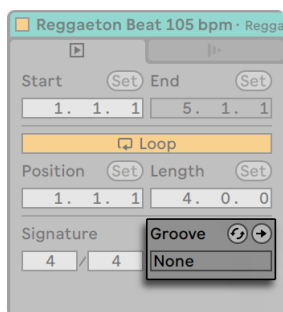 Reggaeton Beat 105 bpm · Regga
Start Set End Set
1. 1. 1 5. 1. 1
Loop
Position Set Length Set
1. 1. 1 4. 0. 0
Signature Groove
4 / 4 None